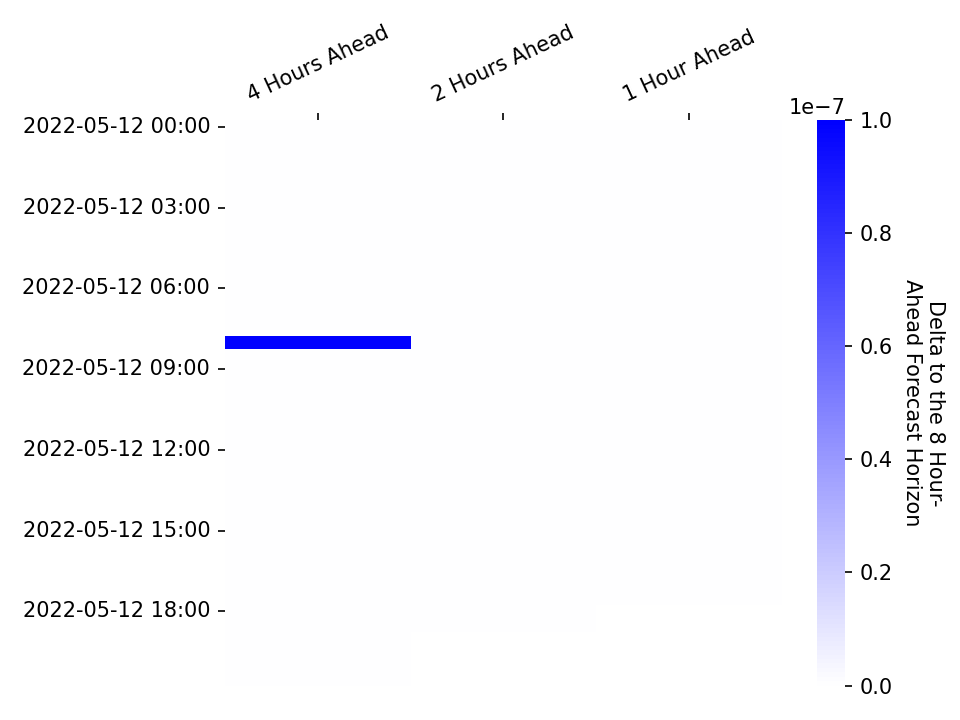 4 Hours Ahead
2 Hours Ahead
1 Hour Ahead
2022-05-12 00:00
2022-05-12 03:00
2022-05-12 06:00
2022-05-12 09:00
2022-05-12 12:00
2022-05-12 15:00
2022-05-12 18:00
1e−7
1.0
0.8
0.6
0.4
0.2
0.0
Delta to the 8 Hour-
Ahead Forecast Horizon